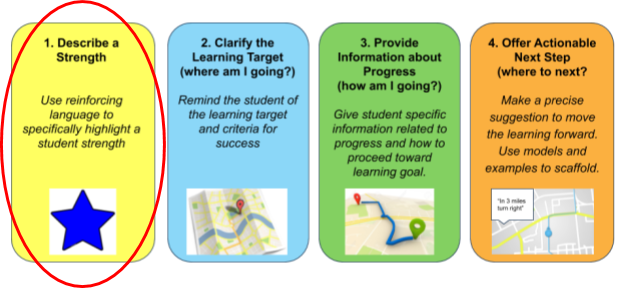 1. Describe a
Strength
Use reinforcing
language to
specifically highlight a
student strength
2. Clarify the
Learning Target
(where am I going?)
Remind the student of
the learning target
and criteria for
success
3. Provide
Information about
Progress
(how am I going?)
Give student specific
information related to
progress and how to
proceed toward
learning goal.
4. Offer Actionable
Next Step
(where to next?
Make a precise
suggestion to move
the learning forward.
Use models and
examples to scaffold.
"In 3 miles
turn right"